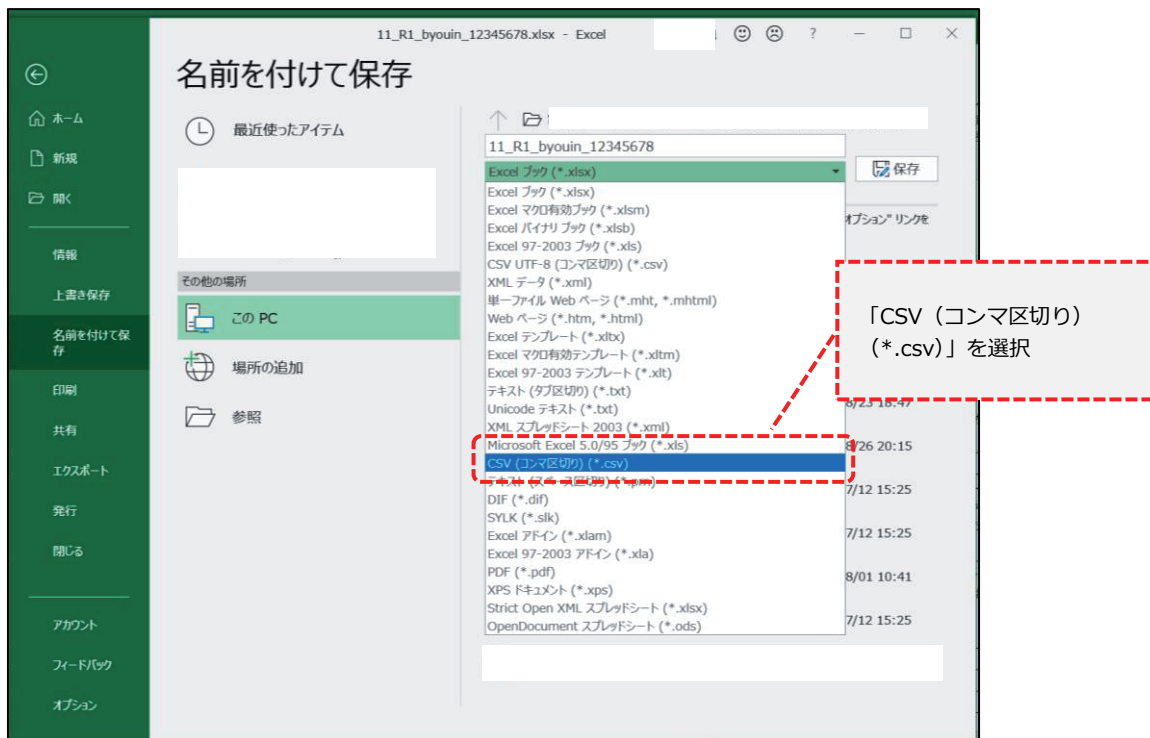 11_R1_byouin_12345678.xlsx - Excel
?
名前を付けて保存
ホーム
新規
開く
情報
上書き保存
名前を付けて保
存
印刷
共有
エクスポート
発行
閉じる
アカウント
フィードバック
オプション
最近使ったアイテム
その他の場所
この PC
場所の追加
参照
11_R1_byouin_12345678
Excel ブック (*.xlsx)
保存
Excel ブック (*.xlsx)
Excel マクロ有効ブック (*.xlsm)
Excel バイナリ ブック (*.xlsb)
Excel 97-2003 ブック (*.xls)
CSV UTF-8 (コンマ区切り) (*.csv)
XML データ (*.xml)
単一ファイル Web ページ (*.mht, *.mhtml)
Web ページ (*.htm, *.html)
Excel テンプレート (*.xltx)
Excel マクロ有効テンプレート (*.xltm)
Excel 97-2003 テンプレート (*.xlt)
テキスト (タブ区切り) (*.txt)
Unicode テキスト (*.txt)
XML スプレッドシート 2003 (*.xml)
Microsoft Excel 5.0/95 ブック (*.xls)
CSV (コンマ区切り) (*.csv)
テキスト (スペース区切り) (*.prn)
DIF (*.dif)
SYLK (*.slk)
Excel アドイン (*.xlam)
Excel 97-2003 アドイン (*.xla)
PDF (*.pdf)
XPS ドキュメント (*.xps)
Strict Open XML スプレッドシート (*.xlsx)
OpenDocument スプレッドシート (*.ods)
オプション" リンクを
8/23 18:47
8/26 20:15
7/12 15:25
7/12 15:25
8/01 10:41
7/12 15:25
「CSV（コンマ区切り）
（*.csv）」を選択